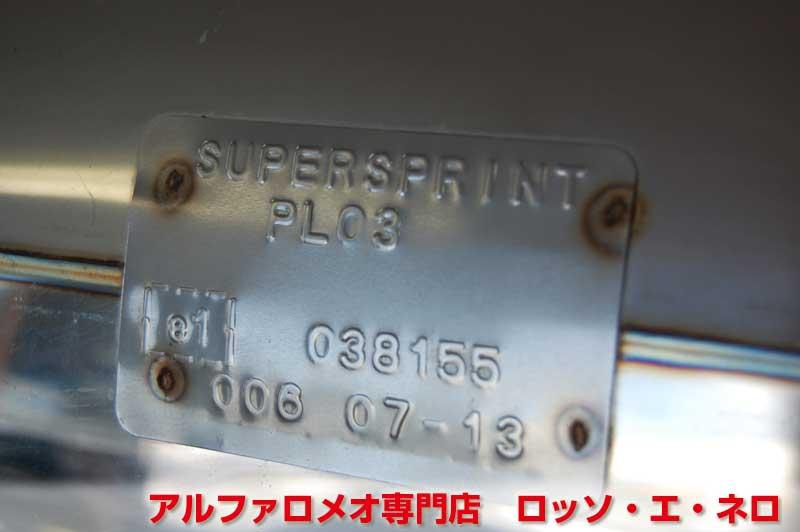 SUPERSPRINT
PL03
e1 038155
006 07-13
アルファロメオ専門店 ロッソ・エ・ネロ